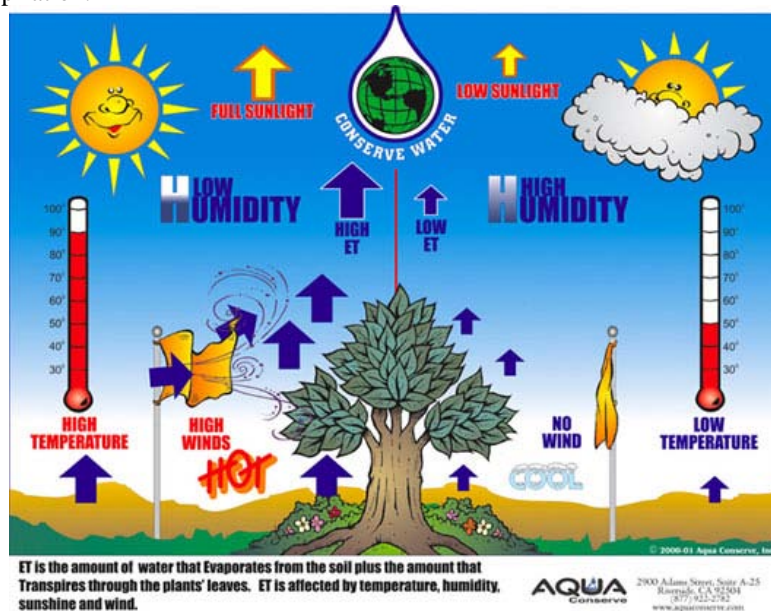 FULL SUNLIGHT
LOW SUNLIGHT
CONSERVE WATER
LOW
HUMIDITY
HIGH
ET
LOW
ET
HIGH
HUMIDITY
100°
90°
80°
70°
60°
50°
40°
30°
100°
90°
80°
70°
60°
50°
40°
30°
HIGH
TEMPERATURE
HIGH
WINDS
HOT
NO
WIND
COOL
LOW
TEMPERATURE
© 2000-01 Aqua Conserve, Inc
ET is the amount of water that Evaporates from the soil plus the amount that
Transpires through the plants' leaves. ET is affected by temperature, humidity,
sunshine and wind.
AQUA
Conserve
2900 Adams Street, Suite A-25
Riverside, CA 92504
(877) 922-2782
www.aquaconserve.com